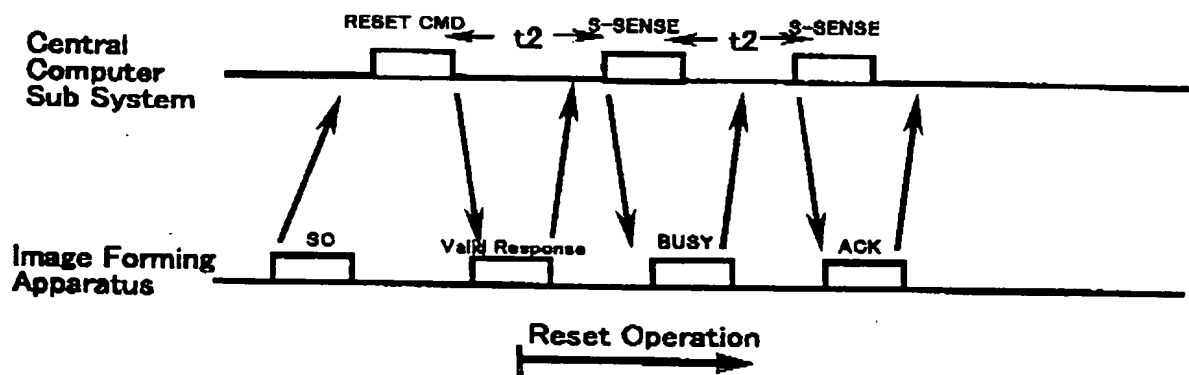 RESET CMD t2 S-SENSE t2 S-SENSE
Central
Computer
Sub System
SO Valid Response BUSY ACK
Image Forming
Apparatus
Reset Operation